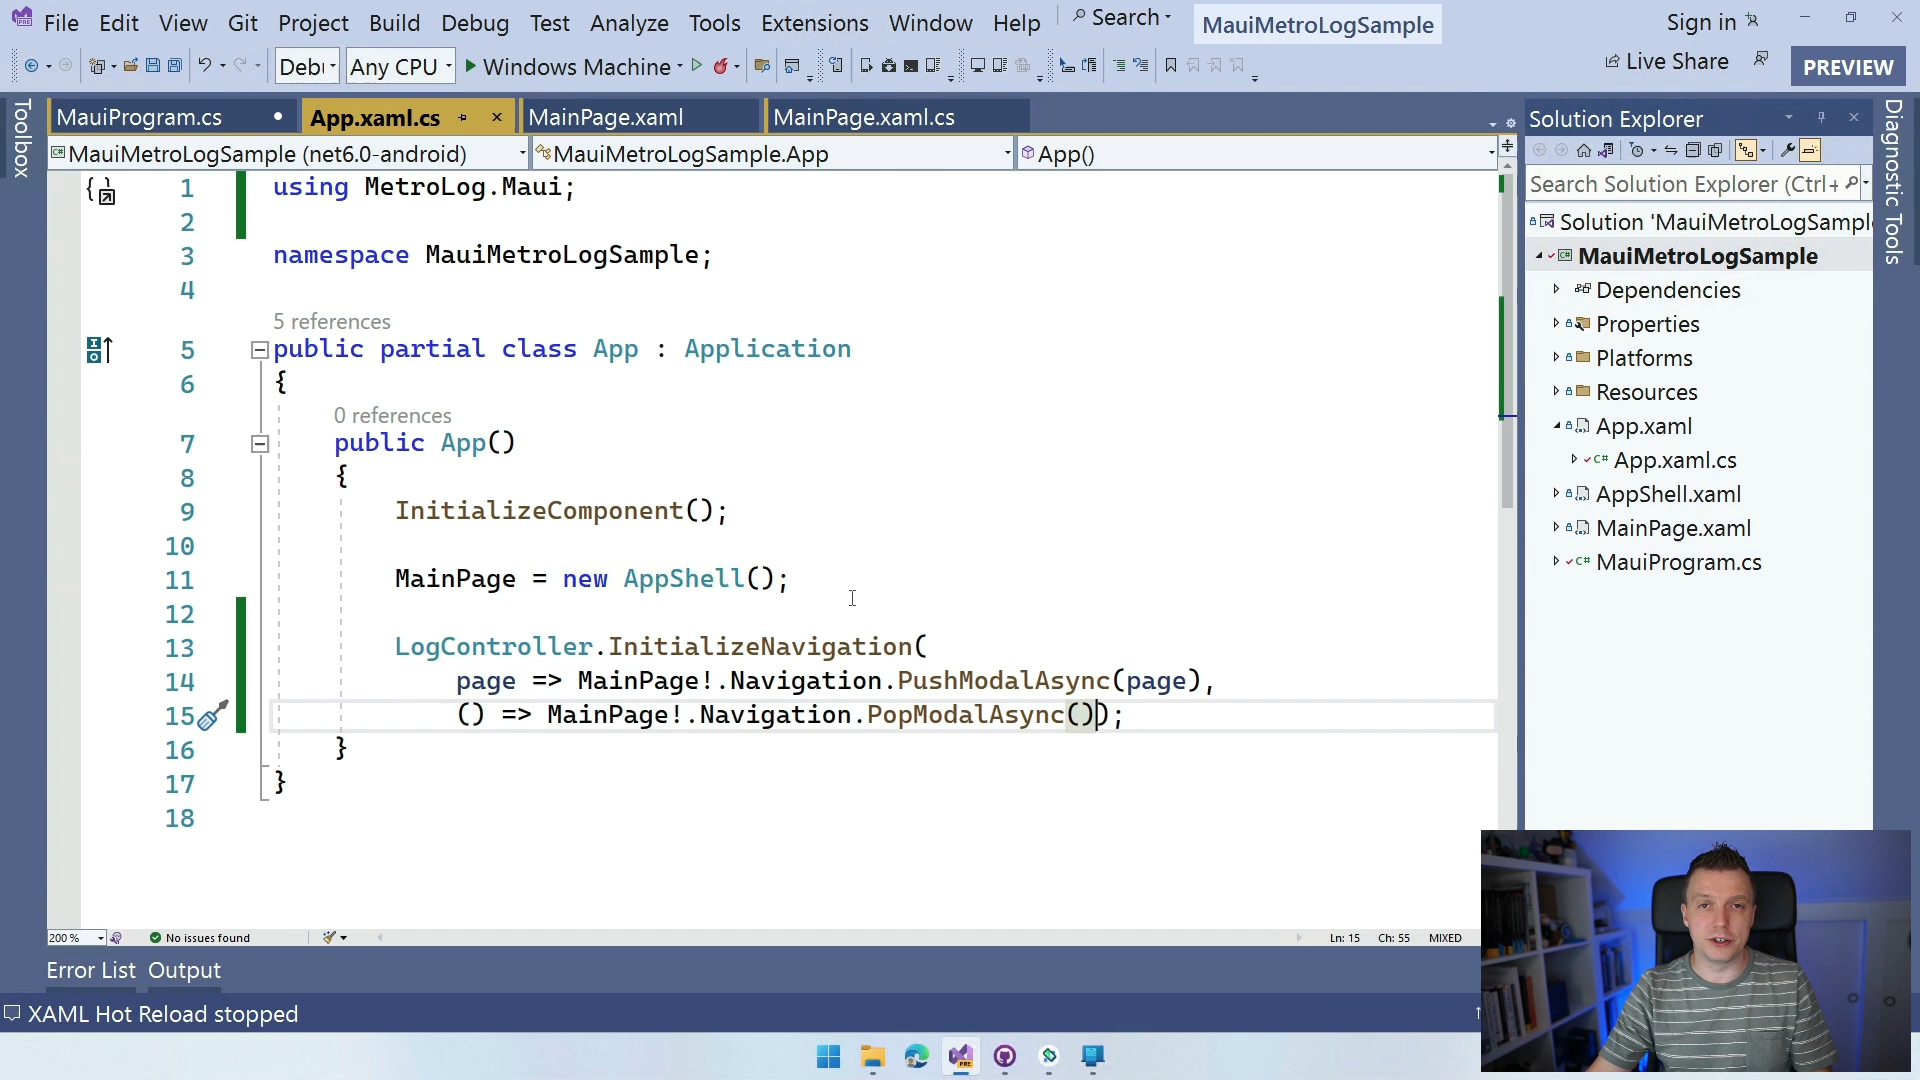 File Edit View Git Project Build Debug Test Analyze Tools Extensions Window Help Search MauiMetroLogSample Sign in
Debu Any CPU Windows Machine Live Share PREVIEW
Toolbox
MauiProgram.cs App.xaml.cs MainPage.xaml MainPage.xaml.cs
MauiMetroLogSample (net6.0-android) MauiMetroLogSample.App App()
1 using MetroLog.Maui;
2
3 namespace MauiMetroLogSample;
4
5 references
5 public partial class App : Application
6 {
0 references
7 public App()
8 {
9 InitializeComponent();
10
11 MainPage = new AppShell();
12
13 LogController.InitializeNavigation(
14 page => MainPage!.Navigation.PushModalAsync(page),
15 () => MainPage!.Navigation.PopModalAsync());
16 }
17 }
18
200 % No issues found Ln: 15 Ch: 55 MIXED
Error List Output
XAML Hot Reload stopped
Solution Explorer
Search Solution Explorer (Ctrl+
Solution 'MauiMetroLogSampl
MauiMetroLogSample
Dependencies
Properties
Platforms
Resources
App.xaml
C# App.xaml.cs
AppShell.xaml
MainPage.xaml
C# MauiProgram.cs
Diagnostic Tools